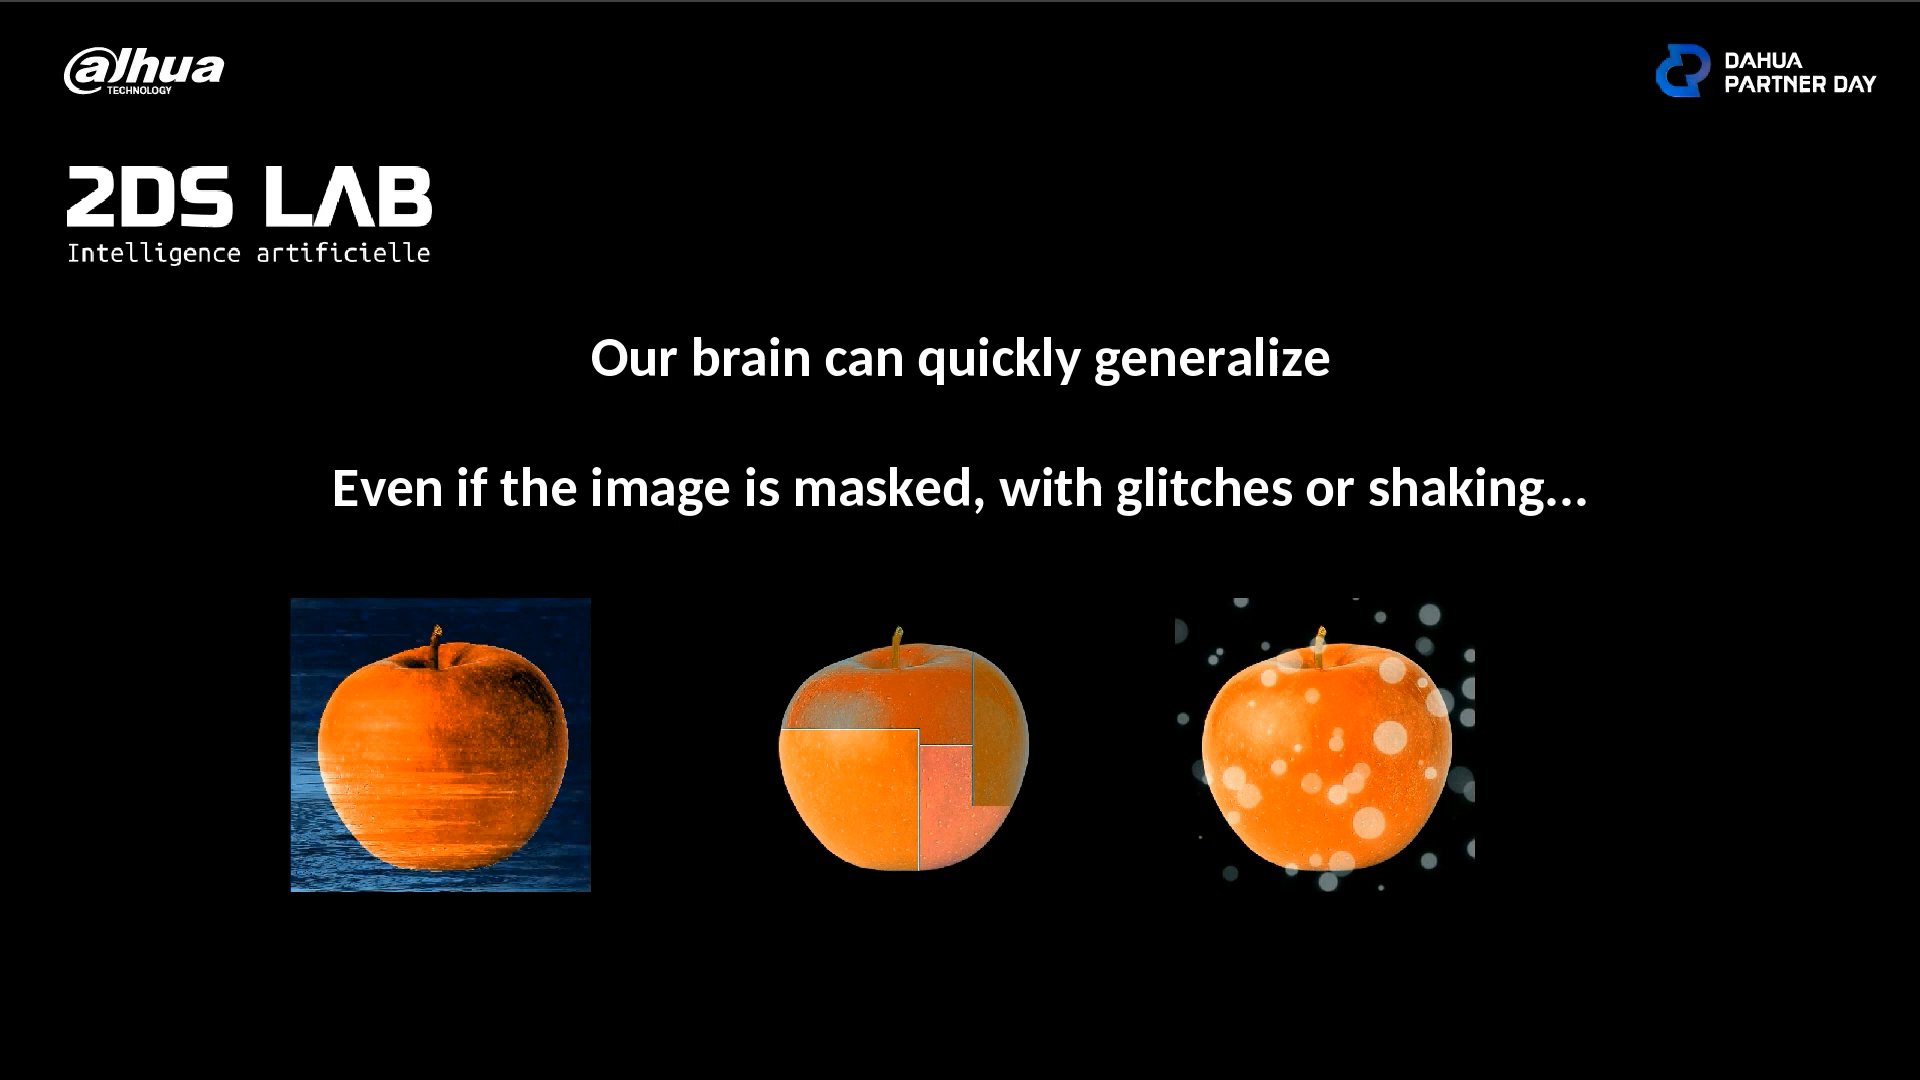 alhua
TECHNOLOGY
DAHUA
PARTNER DAY
2DS LAB
Intelligence artificielle
Our brain can quickly generalize
Even if the image is masked, with glitches or shaking...